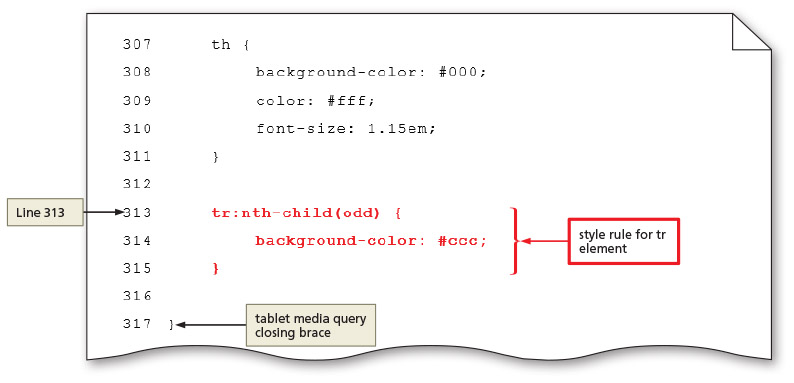 307 th {
308 background-color: #000;
309 color: #fff;
310 font-size: 1.15em;
311 }
312
Line 313
313 tr:nth-child(odd) {
314 background-color: #ccc;
315 }
style rule for tr
element
316
317 }
tablet media query
closing brace